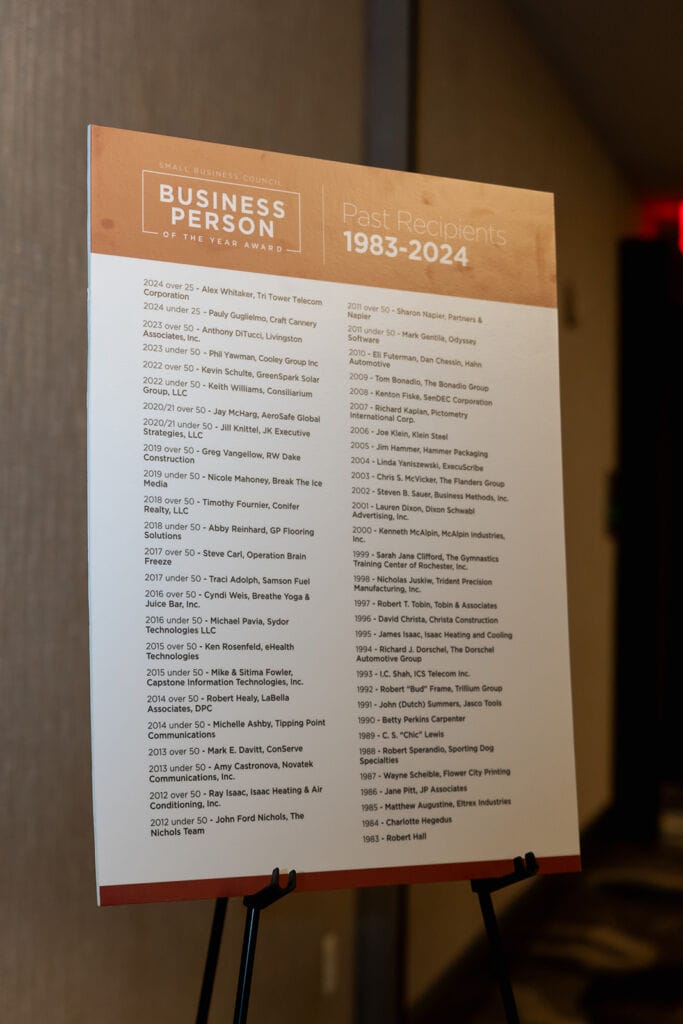 SMALL BUSINESS COUNCIL
BUSINESS
PERSON
OF THE YEAR AWARD
Past Recipients
1983-2024
2024 over 25 - Alex Whitaker, Tri Tower Telecom
Corporation
2024 under 25 - Pauly Guglielmo, Craft Cannery
2023 over 50 - Anthony DiTucci, Livingston
Associates, Inc.
2023 under 50 - Phil Yawman, Cooley Group Inc
2022 over 50 - Kevin Schulte, GreenSpark Solar
2022 under 50 - Keith Williams, Consiliarium
Group, LLC
2020/21 over 50 - Jay McHarg, AeroSafe Global
2020/21 under 50 - Jill Knittel, JK Executive
Strategies, LLC
2019 over 50 - Greg Vangellow, RW Dake
Construction
2019 under 50 - Nicole Mahoney, Break The Ice
Media
2018 over 50 - Timothy Fournier, Conifer
Realty, LLC
2018 under 50 - Abby Reinhard, GP Flooring
Solutions
2017 over 50 - Steve Carl, Operation Brain
Freeze
2017 under 50 - Traci Adolph, Samson Fuel
2016 over 50 - Cyndi Weis, Breathe Yoga &
Juice Bar, Inc.
2016 under 50 - Michael Pavia, Sydor
Technologies LLC
2015 over 50 - Ken Rosenfeld, eHealth
Technologies
2015 under 50 - Mike & Sitima Fowler,
Capstone Information Technologies, Inc.
2014 over 50 - Robert Healy, LaBella
Associates, DPC
2014 under 50 - Michelle Ashby, Tipping Point
Communications
2013 over 50 - Mark E. Davitt, ConServe
2013 under 50 - Amy Castronova, Novatek
Communications, Inc.
2012 over 50 - Ray Isaac, Isaac Heating & Air
Conditioning, Inc.
2012 under 50 - John Ford Nichols, The
Nichols Team
2011 over 50 - Sharon Napier, Partners &
Napier
2011 under 50 - Mark Gentile, Odyssey
Software
2010 - Eli Futerman, Dan Chessin, Hahn
Automotive
2009 - Tom Bonadio, The Bonadio Group
2008 - Kenton Fiske, SenDEC Corporation
2007 - Richard Kaplan, Pictometry
International Corp.
2006 - Joe Klein, Klein Steel
2005 - Jim Hammer, Hammer Packaging
2004 - Linda Yaniszewski, ExecuScribe
2003 - Chris S. McVicker, The Flanders Group
2002 - Steven B. Sauer, Business Methods, Inc.
2001 - Lauren Dixon, Dixon Schwabl
Advertising, Inc.
2000 - Kenneth McAlpin, McAlpin Industries,
Inc.
1999 - Sarah Jane Clifford, The Gymnastics
Training Center of Rochester, Inc.
1998 - Nicholas Juskiw, Trident Precision
Manufacturing, Inc.
1997 - Robert T. Tobin, Tobin & Associates
1996 - David Christa, Christa Construction
1995 - James Isaac, Isaac Heating and Cooling
1994 - Richard J. Dorschel, The Dorschel
Automotive Group
1993 - I.C. Shah, ICS Telecom Inc.
1992 - Robert "Bud" Frame, Trillium Group
1991 - John (Dutch) Summers, Jasco Tools
1990 - Betty Perkins Carpenter
1989 - C. S. "Chic" Lewis
1988 - Robert Sperandio, Sporting Dog
Specialties
1987 - Wayne Scheible, Flower City Printing
1986 - Jane Pitt, JP Associates
1985 - Matthew Augustine, Eltrex Industries
1984 - Charlotte Hegedus
1983 - Robert Hall